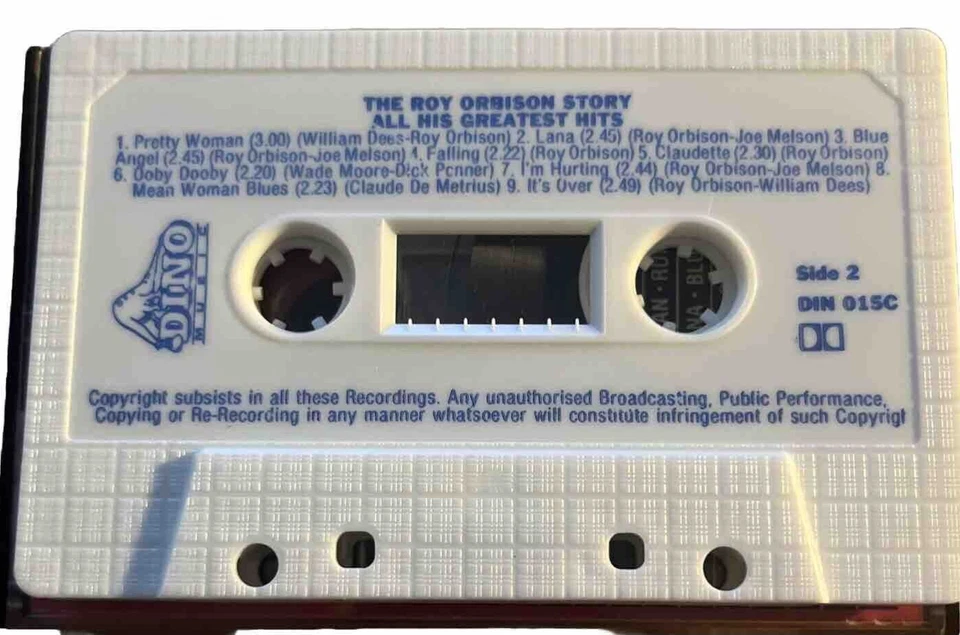 THE ROY ORBISON STORY
ALL HIS GREATEST HITS
1. Pretty Woman (3.00) (William Dees-Roy Orbison) 2. Lana (2.45) (Roy Orbison-Joe Melson) 3. Blue
Angel (2.45) (Roy Orbison-Joe Melson) 4. Falling (2.22) (Roy Orbison) 5. Claudette (2.30) (Roy Orbison)
6. Ooby Dooby (2.20) (Wade Moore-Dick Penner) 7. I'm Hurting (2.44) (Roy Orbison-Joe Melson) 8.
Mean Woman Blues (2.23) (Claude De Metrius) 9. It's Over (2.49) (Roy Orbison-William Dees)
DINO
MUSIC
Side 2
DIN 015C
Copyright subsists in all these Recordings. Any unauthorised Broadcasting, Public Performance,
Copying or Re-Recording in any manner whatsoever will constitute infringement of such Copyrigt